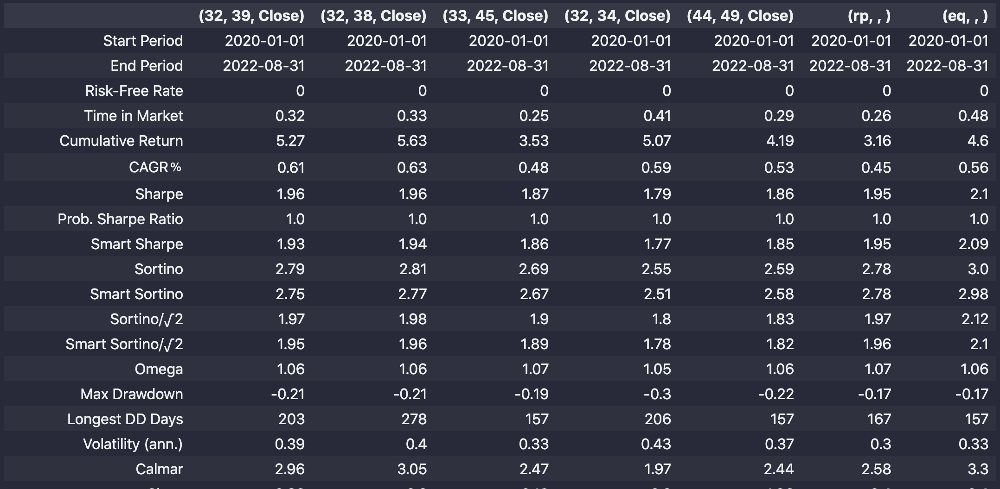 (32, 39, Close) (32, 38, Close) (33, 45, Close) (32, 34, Close) (44, 49, Close) (rp, , ) (eq, , )
Start Period 2020-01-01 2020-01-01 2020-01-01 2020-01-01 2020-01-01 2020-01-01 2020-01-01
End Period 2022-08-31 2022-08-31 2022-08-31 2022-08-31 2022-08-31 2022-08-31 2022-08-31
Risk-Free Rate 0 0 0 0 0 0 0
Time in Market 0.32 0.33 0.25 0.41 0.29 0.26 0.48
Cumulative Return 5.27 5.63 3.53 5.07 4.19 3.16 4.6
CAGR﹪ 0.61 0.63 0.48 0.59 0.53 0.45 0.56
Sharpe 1.96 1.96 1.87 1.79 1.86 1.95 2.1
Prob. Sharpe Ratio 1.0 1.0 1.0 1.0 1.0 1.0 1.0
Smart Sharpe 1.93 1.94 1.86 1.77 1.85 1.95 2.09
Sortino 2.79 2.81 2.69 2.55 2.59 2.78 3.0
Smart Sortino 2.75 2.77 2.67 2.51 2.58 2.78 2.98
Sortino/√2 1.97 1.98 1.9 1.8 1.83 1.97 2.12
Smart Sortino/√2 1.95 1.96 1.89 1.78 1.82 1.96 2.1
Omega 1.06 1.06 1.07 1.05 1.06 1.07 1.06
Max Drawdown -0.21 -0.21 -0.19 -0.3 -0.22 -0.17 -0.17
Longest DD Days 203 278 157 206 157 167 157
Volatility (ann.) 0.39 0.4 0.33 0.43 0.37 0.3 0.33
Calmar 2.96 3.05 2.47 1.97 2.44 2.58 3.3